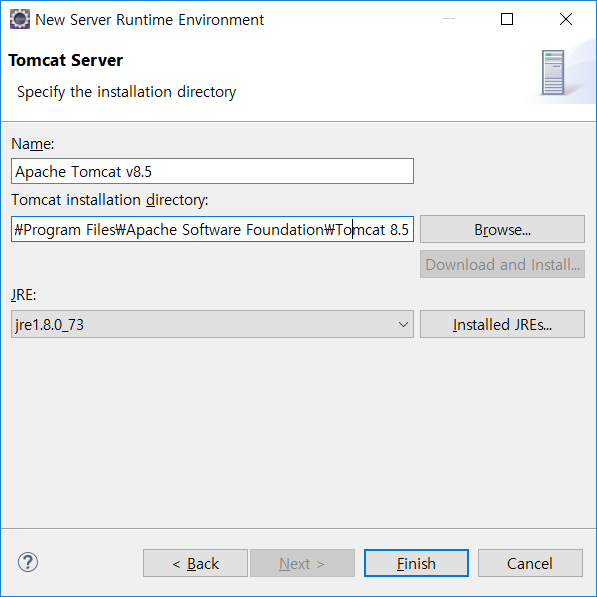 New Server Runtime Environment
Tomcat Server
Specify the installation directory
Name:
Apache Tomcat v8.5
Tomcat installation directory:
₩Program Files₩Apache Software Foundation₩Tomcat 8.5
Browse...
Download and Install...
JRE:
jre1.8.0_73
Installed JREs...
?
< Back
Next >
Finish
Cancel